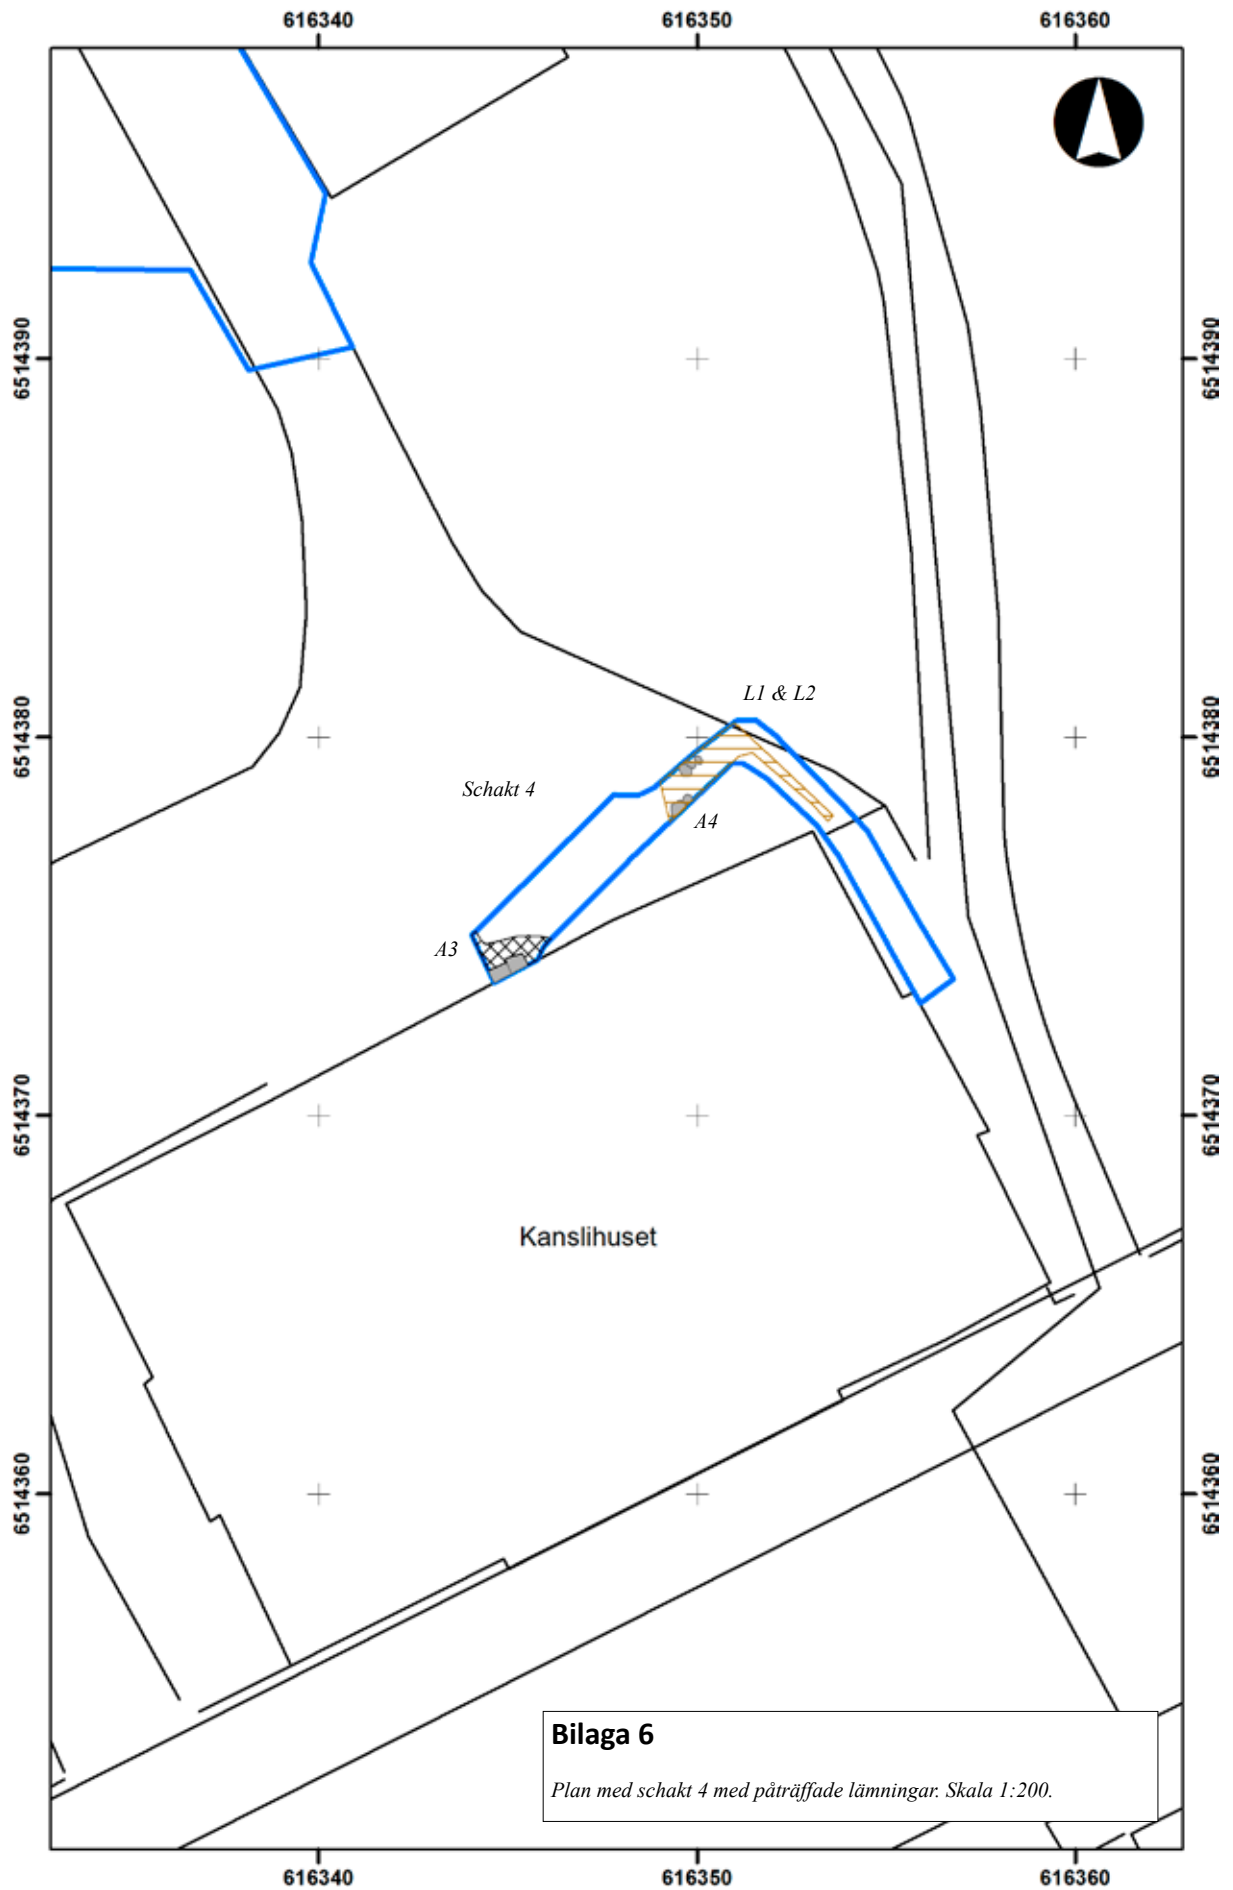 616340
616350
616360
6514390
6514390
L1 & L2
6514380
6514380
Schakt 4
A4
A3
6514370
6514370
Kanslihuset
6514360
6514360
Bilaga 6
Plan med schakt 4 med påträffade lämningar. Skala 1:200.
616340
616350
616360